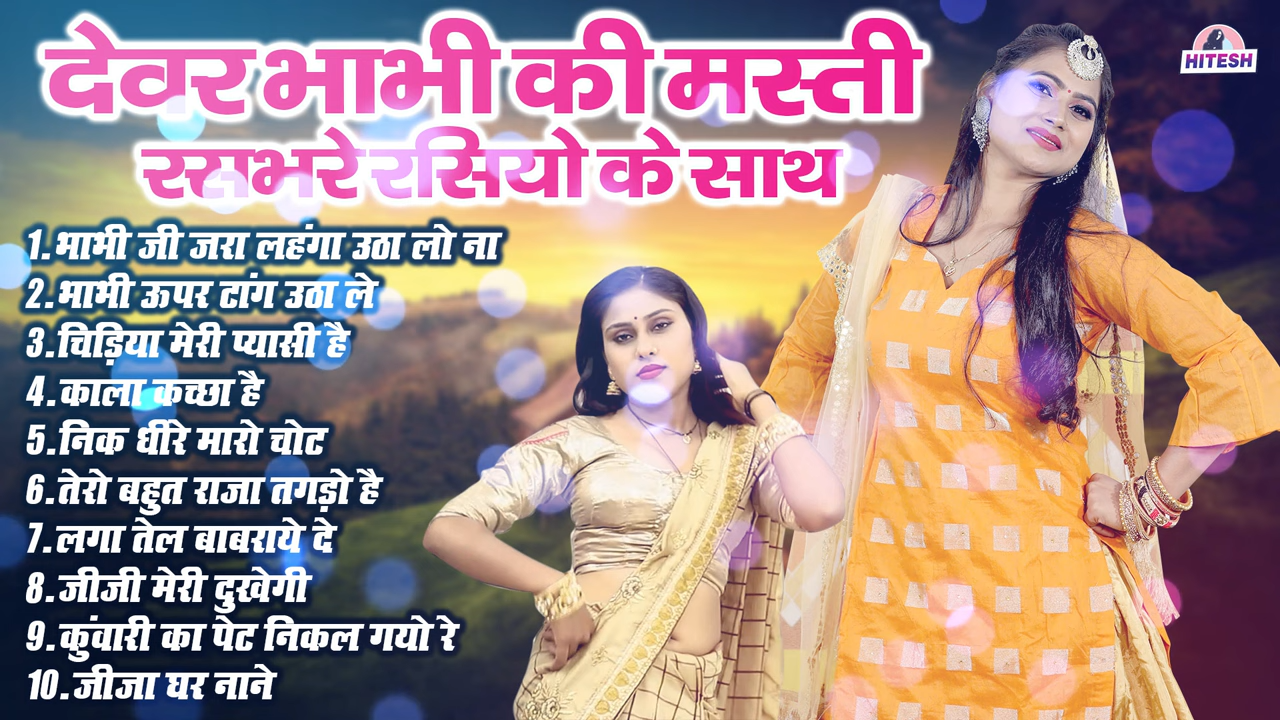 देवर भाभी की मस्ती
रसभरे रसियो के साथ
HITESH
1. भाभी जी जरा लहंगा उठा लो ना
2. भाभी ऊपर टांग उठा ले
3. चिड़िया मेरी प्यासी है
4. काला कच्छा है
5. निक धीरे मारो चोट
6. तेरो बहुत राजा तगड़ो है
7. लगा तेल बाबराये दे
8. जीजी मेरी दुखेगी
9. कुंवारी का पेट निकल गयो रे
10. जीजा घर नाने